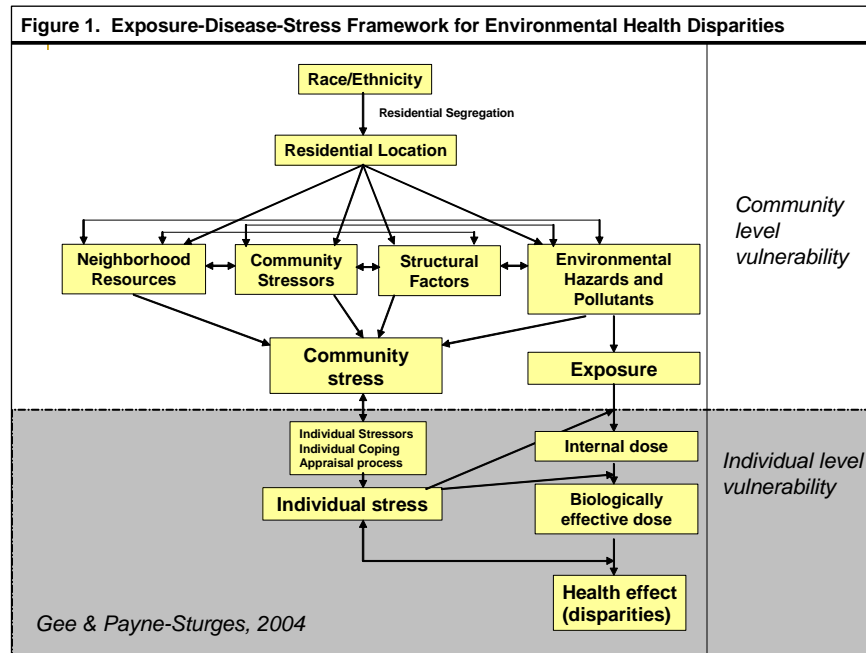 Figure 1.  Exposure-Disease-Stress Framework for Environmental Health Disparities
Race/Ethnicity
Residential Segregation
Residential Location
Community
level
vulnerability
Neighborhood
Resources
Community
Stressors
Structural
Factors
Environmental
Hazards and
Pollutants
Community
stress
Exposure
Individual Stressors
Individual Coping
Appraisal process
Internal dose
Individual level
vulnerability
Individual stress
Biologically
effective dose
Health effect
(disparities)
Gee & Payne-Sturges, 2004